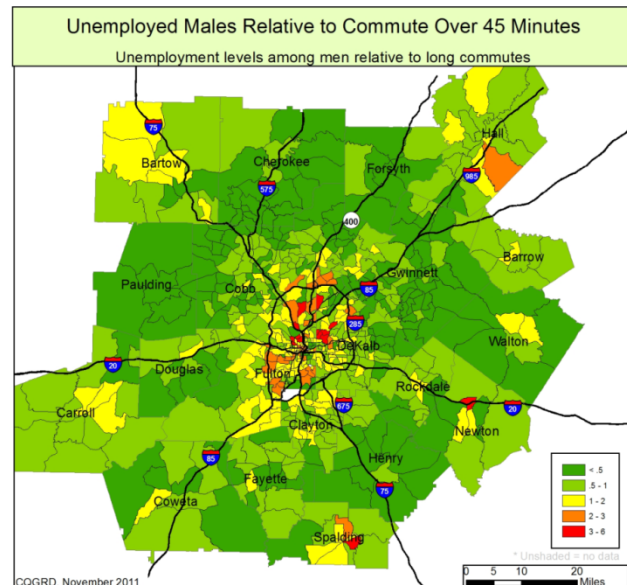 Unemployed Males Relative to Commute Over 45 Minutes
Unemployment levels among men relative to long commutes
75
Hall
Bartow
Cherokee
Forsyth
575
985
400
Barrow
Gwinnett
Paulding
Cobb
85
285
Walton
DeKalb
20
Douglas
Fulton
Rockdale
Carroll
675
20
Clayton
Newton
85
Henry
75
Fayette
Coweta
Spalding
< .5
.5 - 1
1 - 2
2 - 3
3 - 6
* Unshaded = no data
CQGRD, November 2011
0 5 10 20
Miles